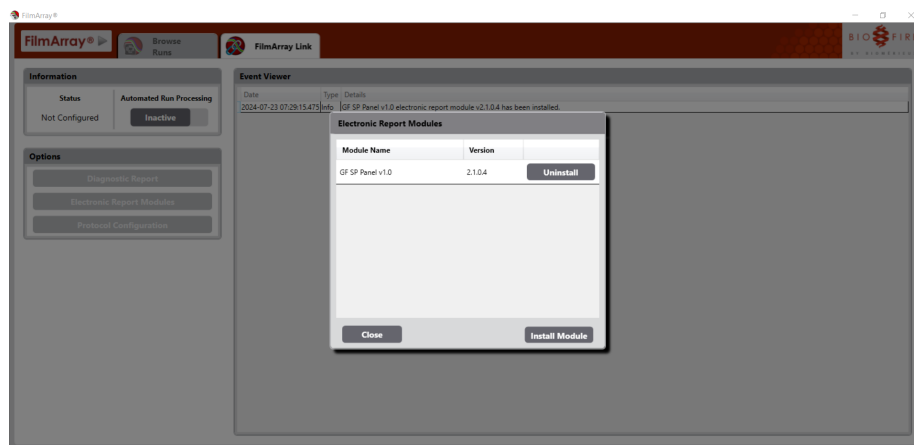 FilmArray®
FilmArray®
Browse Runs
FilmArray Link
BIO FIRE
Information
Status
Automated Run Processing
Not Configured
Inactive
Options
Diagnostic Report
Electronic Report Modules
Protocol Configuration
Event Viewer
Date Type Details
2024-07-23 07:29:15.475 Info GF SP Panel v1.0 electronic report module v2.1.0.4 has been installed.
Electronic Report Modules
Module Name Version
GF SP Panel v1.0 2.1.0.4 Uninstall
Close
Install Module